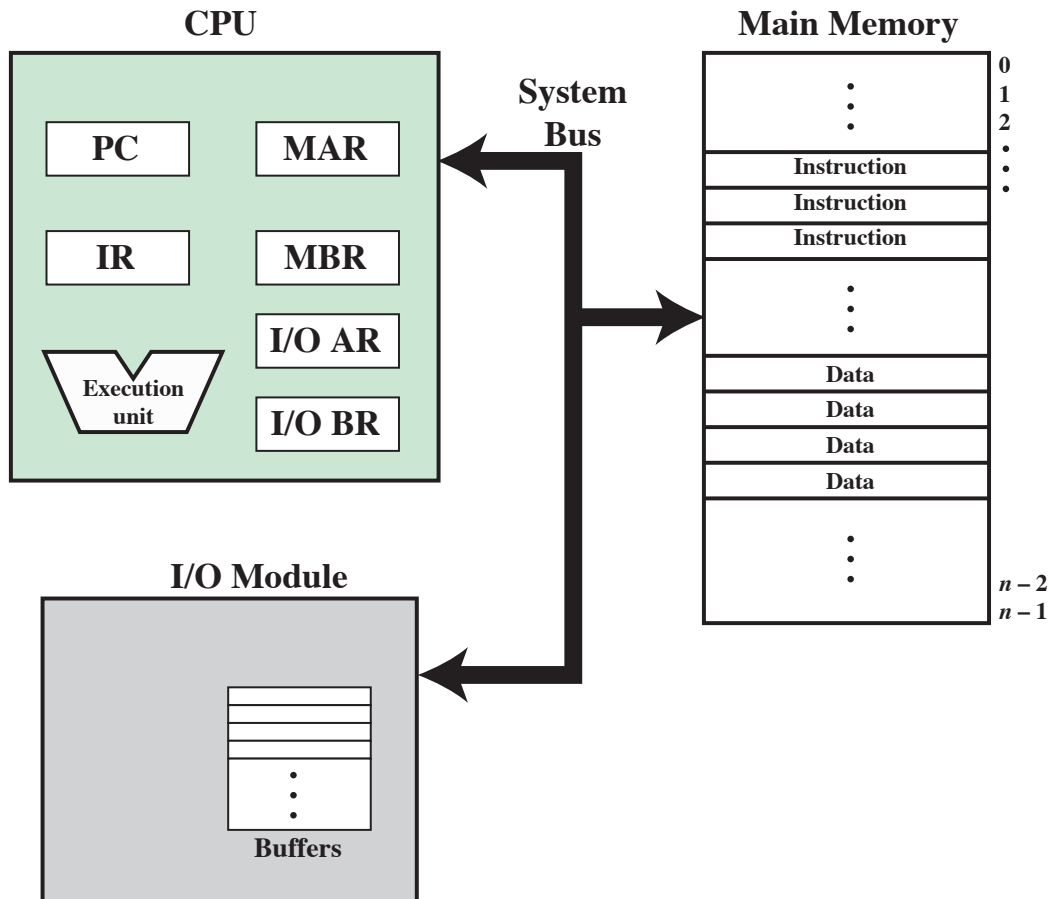 CPU
PC
MAR
IR
MBR
I/O AR
Execution
unit
I/O BR
System
Bus
Main Memory
0
1
2
Instruction
Instruction
Instruction
Data
Data
Data
Data
n – 2
n – 1
I/O Module
Buffers